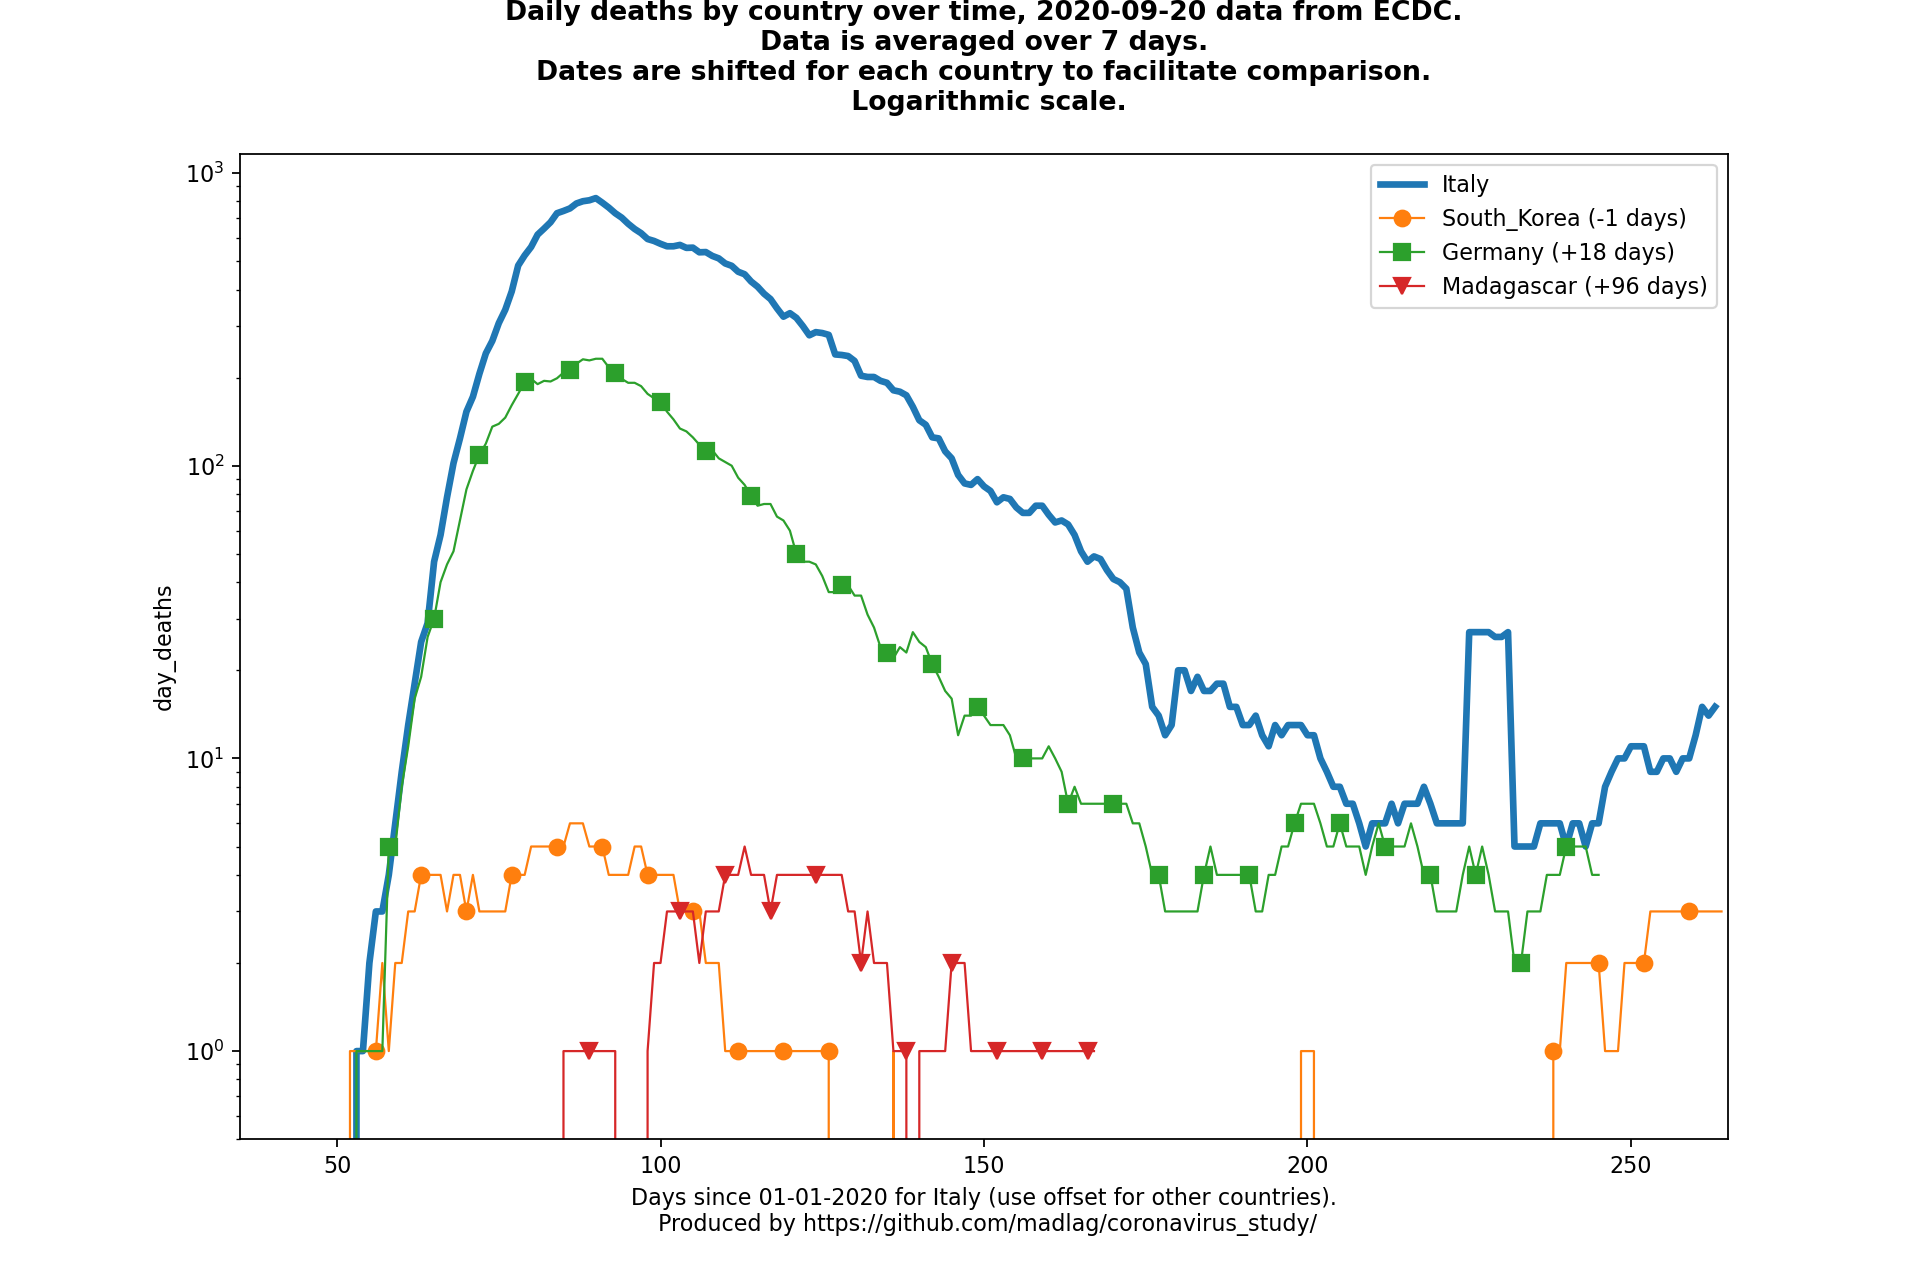 Daily deaths by country over time, 2020-09-20 data from ECDC.
Data is averaged over 7 days.
Dates are shifted for each country to facilitate comparison.
Logarithmic scale.
10³
10²
10¹
10⁰
day_deaths
Italy
South_Korea (-1 days)
Germany (+18 days)
Madagascar (+96 days)
50 100 150 200 250
Days since 01-01-2020 for Italy (use offset for other countries).
Produced by https://github.com/madlag/coronavirus_study/